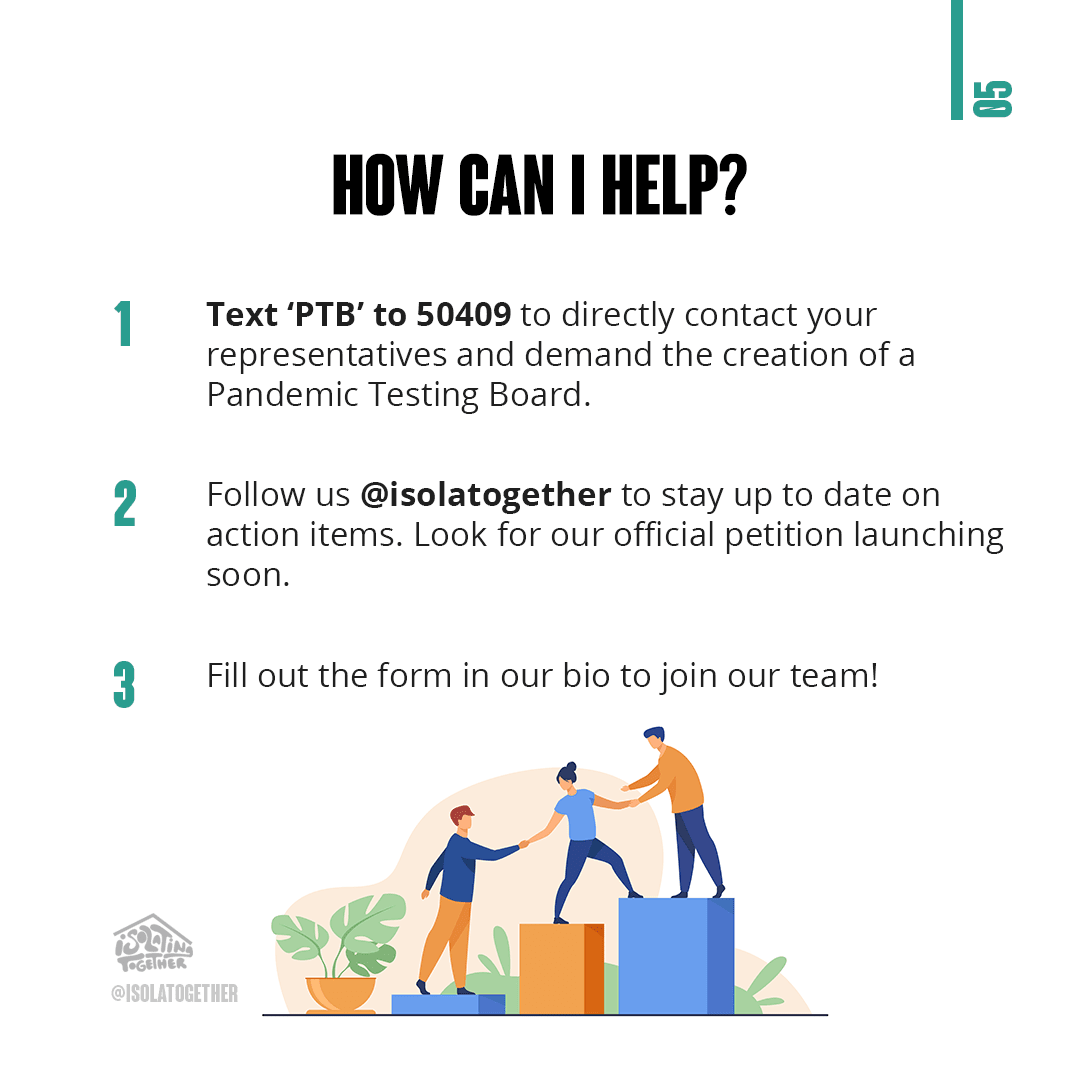 05
HOW CAN I HELP?
1
Text ‘PTB’ to 50409 to directly contact your
representatives and demand the creation of a
Pandemic Testing Board.
2
Follow us @isolatogether to stay up to date on
action items. Look for our official petition launching
soon.
3
Fill out the form in our bio to join our team!
iSOLATING
TOGETHER
@ISOLATOGETHER